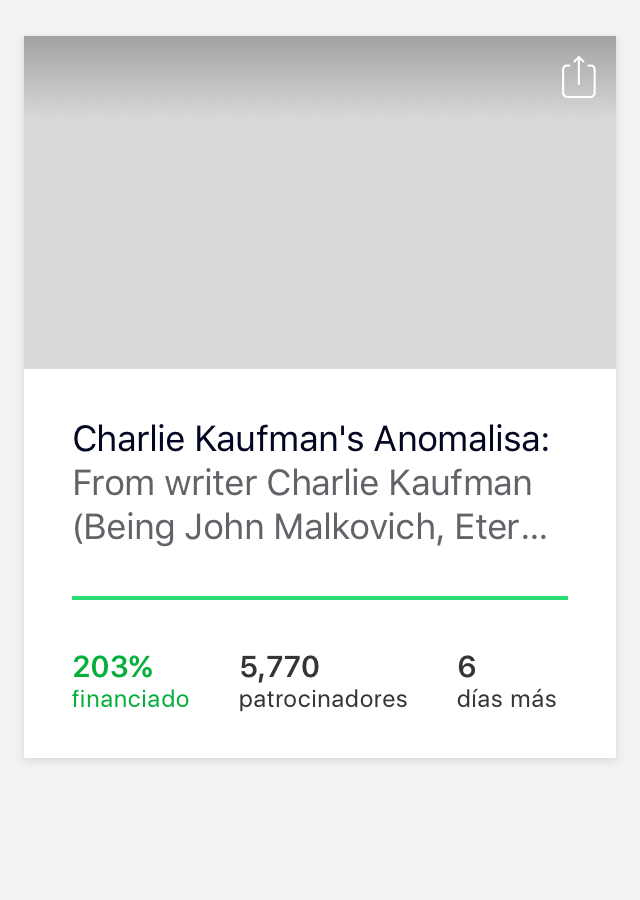 Charlie Kaufman's Anomalisa:
From writer Charlie Kaufman
(Being John Malkovich, Eter…
203%
financiado
5,770
patrocinadores
6
días más